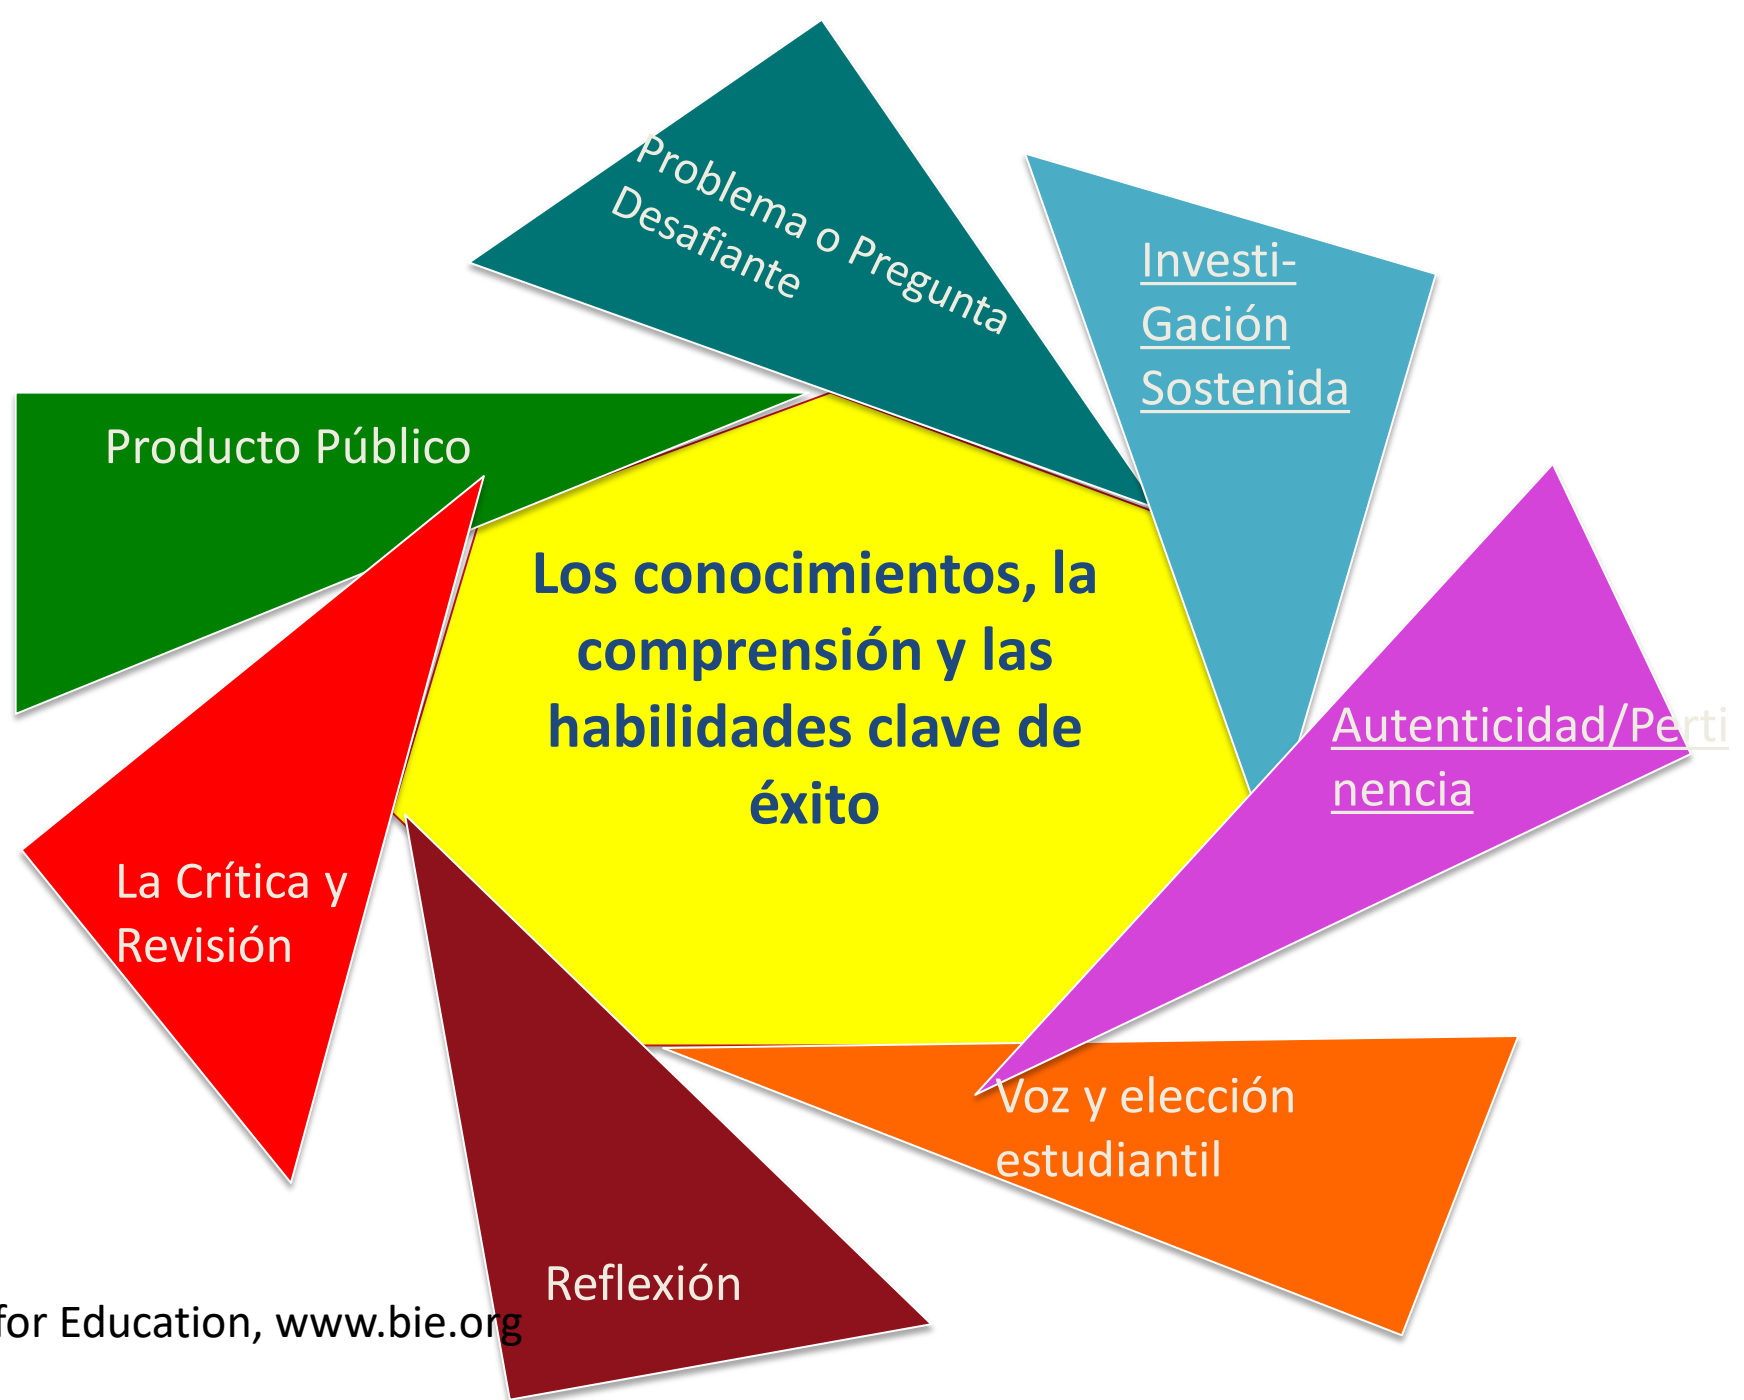 Problema o Pregunta
Desafiante
Investi-
Gación
Sostenida
Producto Público
Los conocimientos, la
comprensión y las
habilidades clave de
éxito
Autenticidad/Perti
nencia
La Crítica y
Revisión
Voz y elección
estudiantil
Reflexión
for Education, www.bie.org